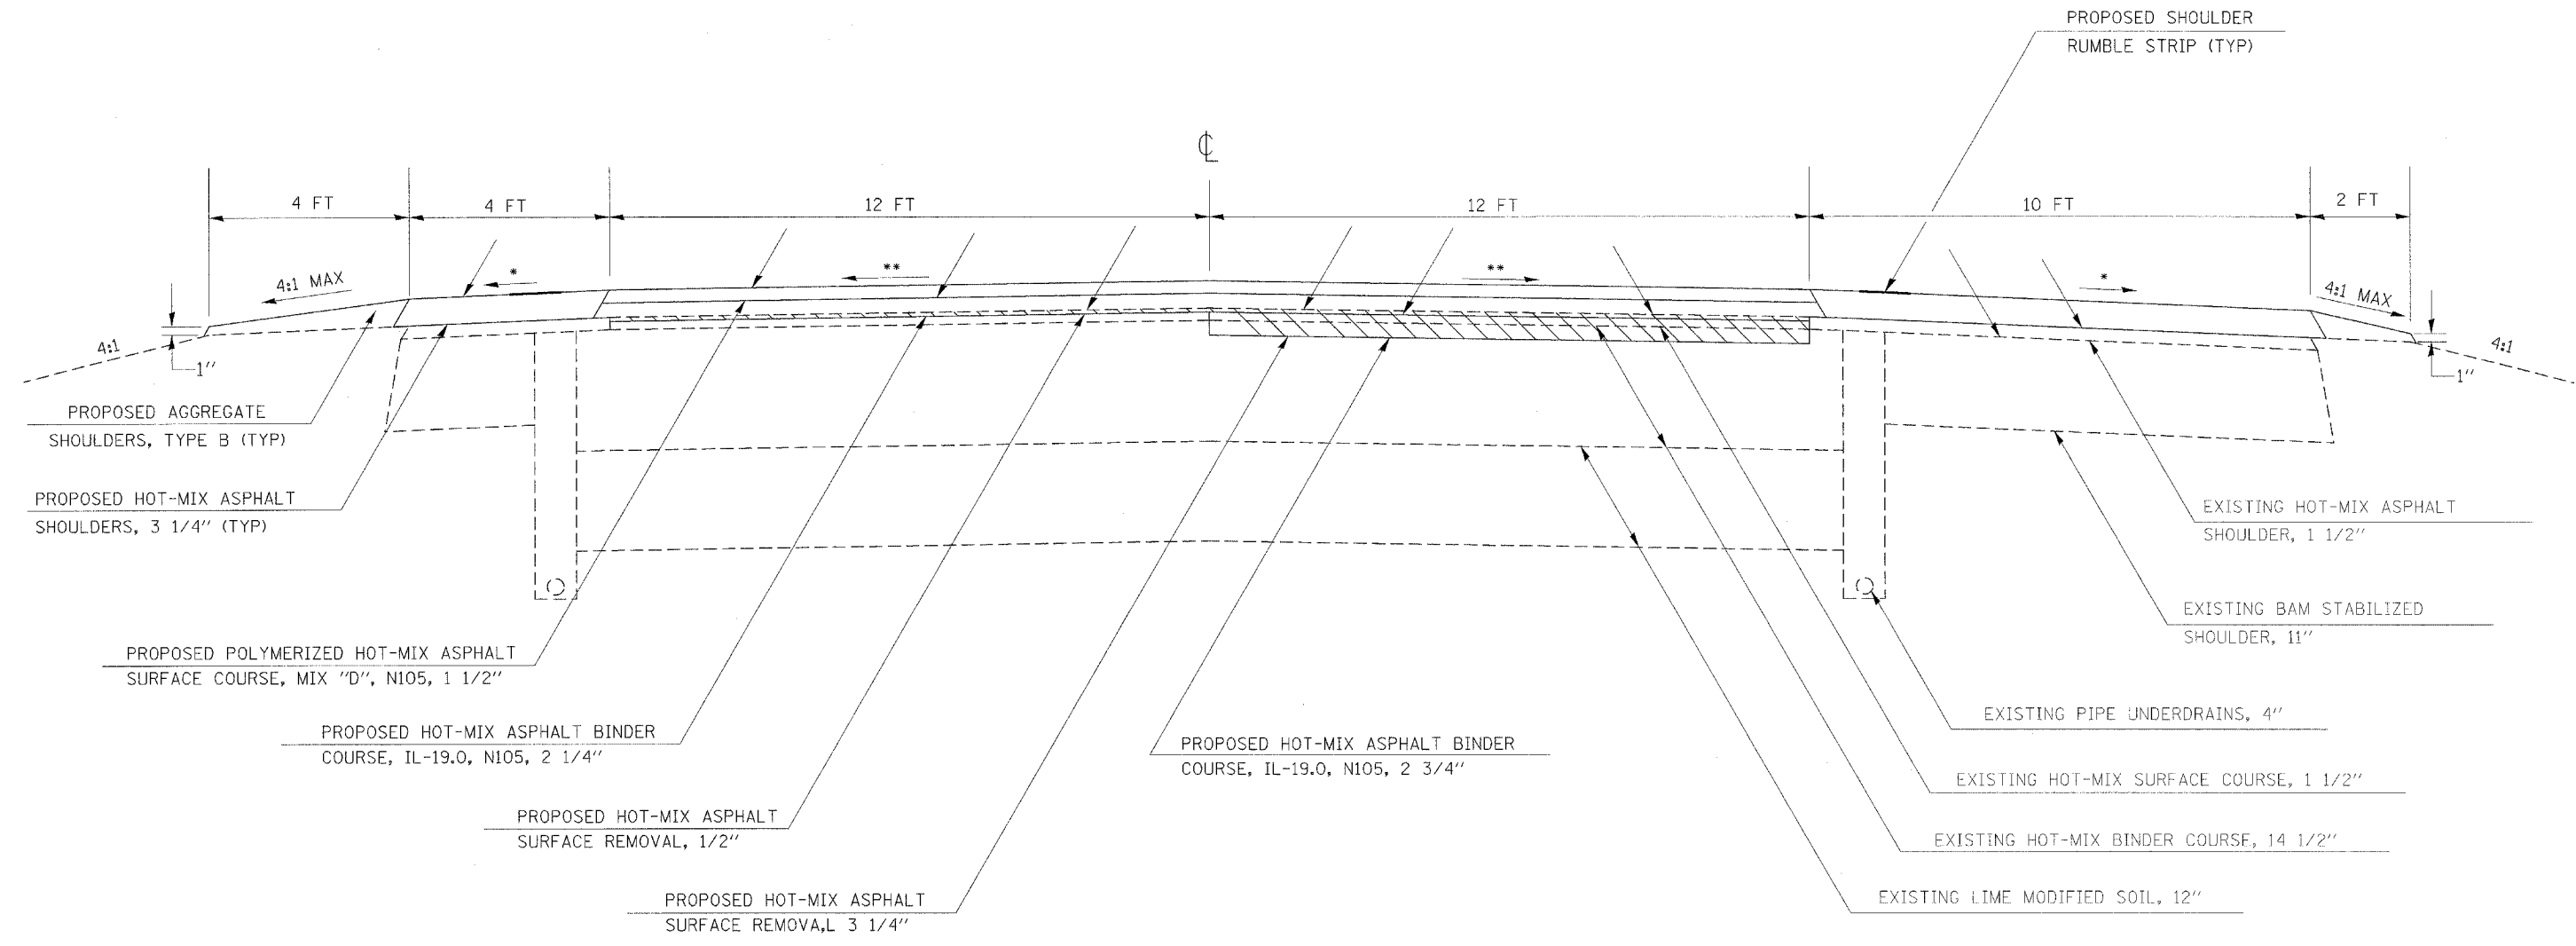 PROPOSED SHOULDER
RUMBLE STRIP (TYP)
℄
4 FT
4 FT
12 FT
12 FT
10 FT
2 FT
4:1 MAX
*
**
**
*
4:1 MAX
4:1
1"
4:1
1"
PROPOSED AGGREGATE
SHOULDERS, TYPE B (TYP)
PROPOSED HOT-MIX ASPHALT
SHOULDERS, 3 1/4" (TYP)
EXISTING HOT-MIX ASPHALT
SHOULDER, 1 1/2"
EXISTING BAM STABILIZED
SHOULDER, 11"
PROPOSED POLYMERIZED HOT-MIX ASPHALT
SURFACE COURSE, MIX "D", N105, 1 1/2"
EXISTING PIPE UNDERDRAINS, 4"
PROPOSED HOT-MIX ASPHALT BINDER
COURSE, IL-19.0, N105, 2 1/4"
PROPOSED HOT-MIX ASPHALT BINDER
COURSE, IL-19.0, N105, 2 3/4"
EXISTING HOT-MIX SURFACE COURSE, 1 1/2"
PROPOSED HOT-MIX ASPHALT
SURFACE REMOVAL, 1/2"
EXISTING HOT-MIX BINDER COURSE, 14 1/2"
PROPOSED HOT-MIX ASPHALT
SURFACE REMOVA,L 3 1/4"
EXISTING LIME MODIFIED SOIL, 12"